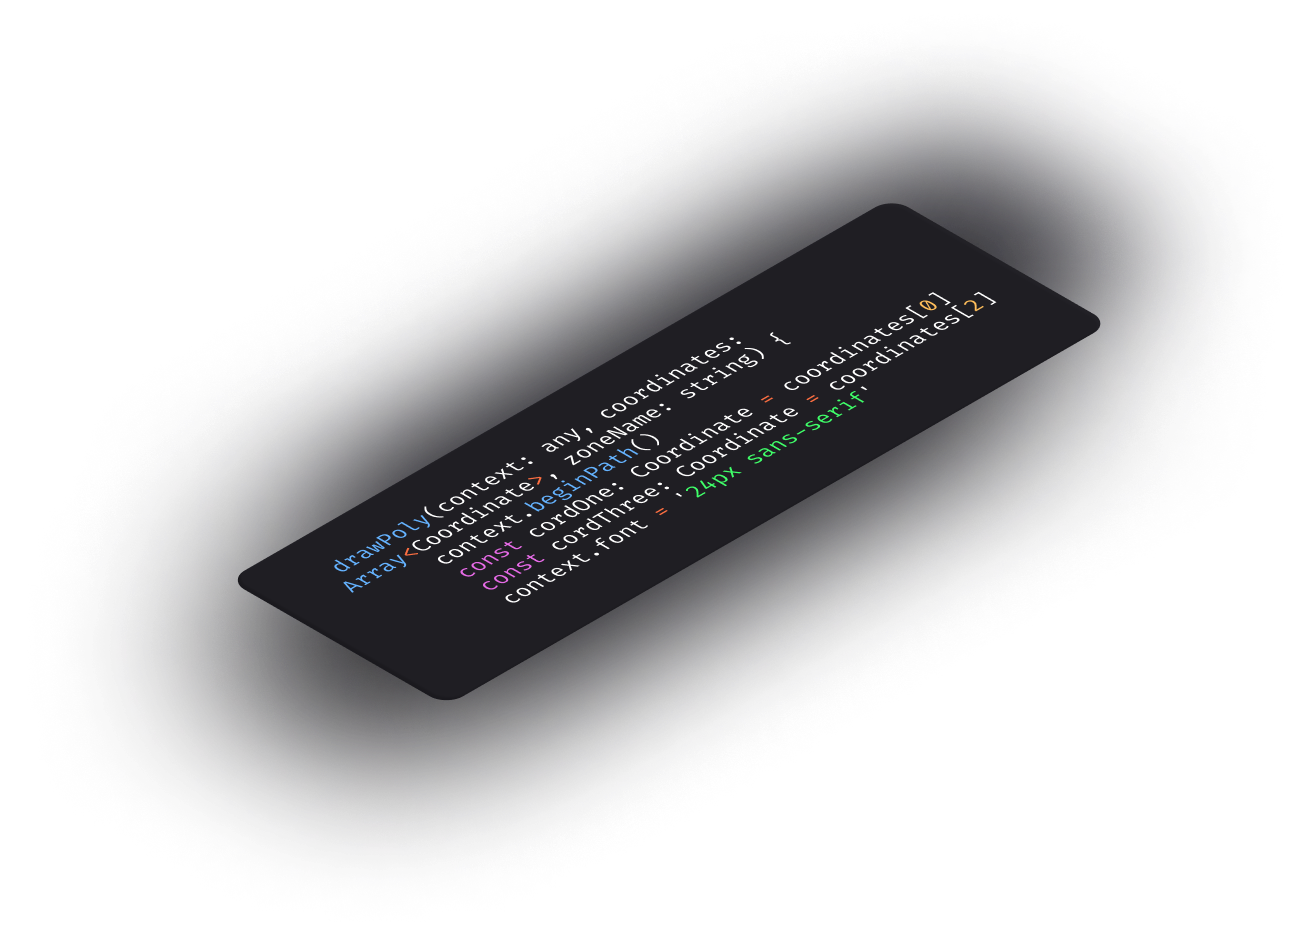 drawPoly(context: any, coordinates:
Array<Coordinate>, zoneName: string) {
context.beginPath()
const cordOne: Coordinate = coordinates[0]
const cordThree: Coordinate = coordinates[2]
context.font = '24px sans-serif'